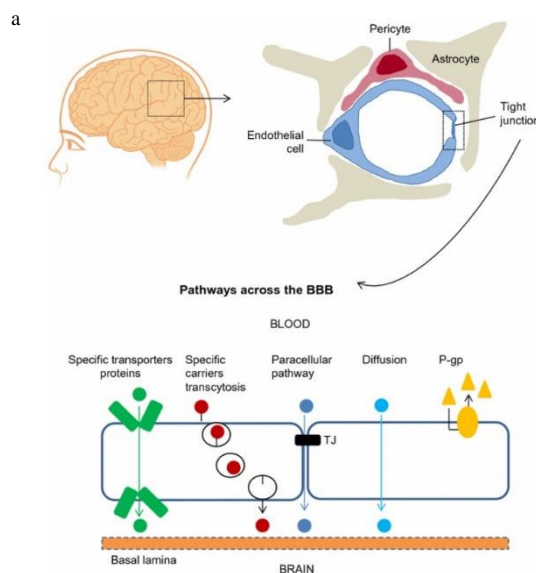 a
Pericyte
Astrocyte
Tight
junction
Endothelial
cell
Pathways across the BBB
BLOOD
Specific transporters
proteins
Specific
carriers
transcytosis
Paracellular
pathway
Diffusion
P-gp
TJ
Basal lamina
BRAIN